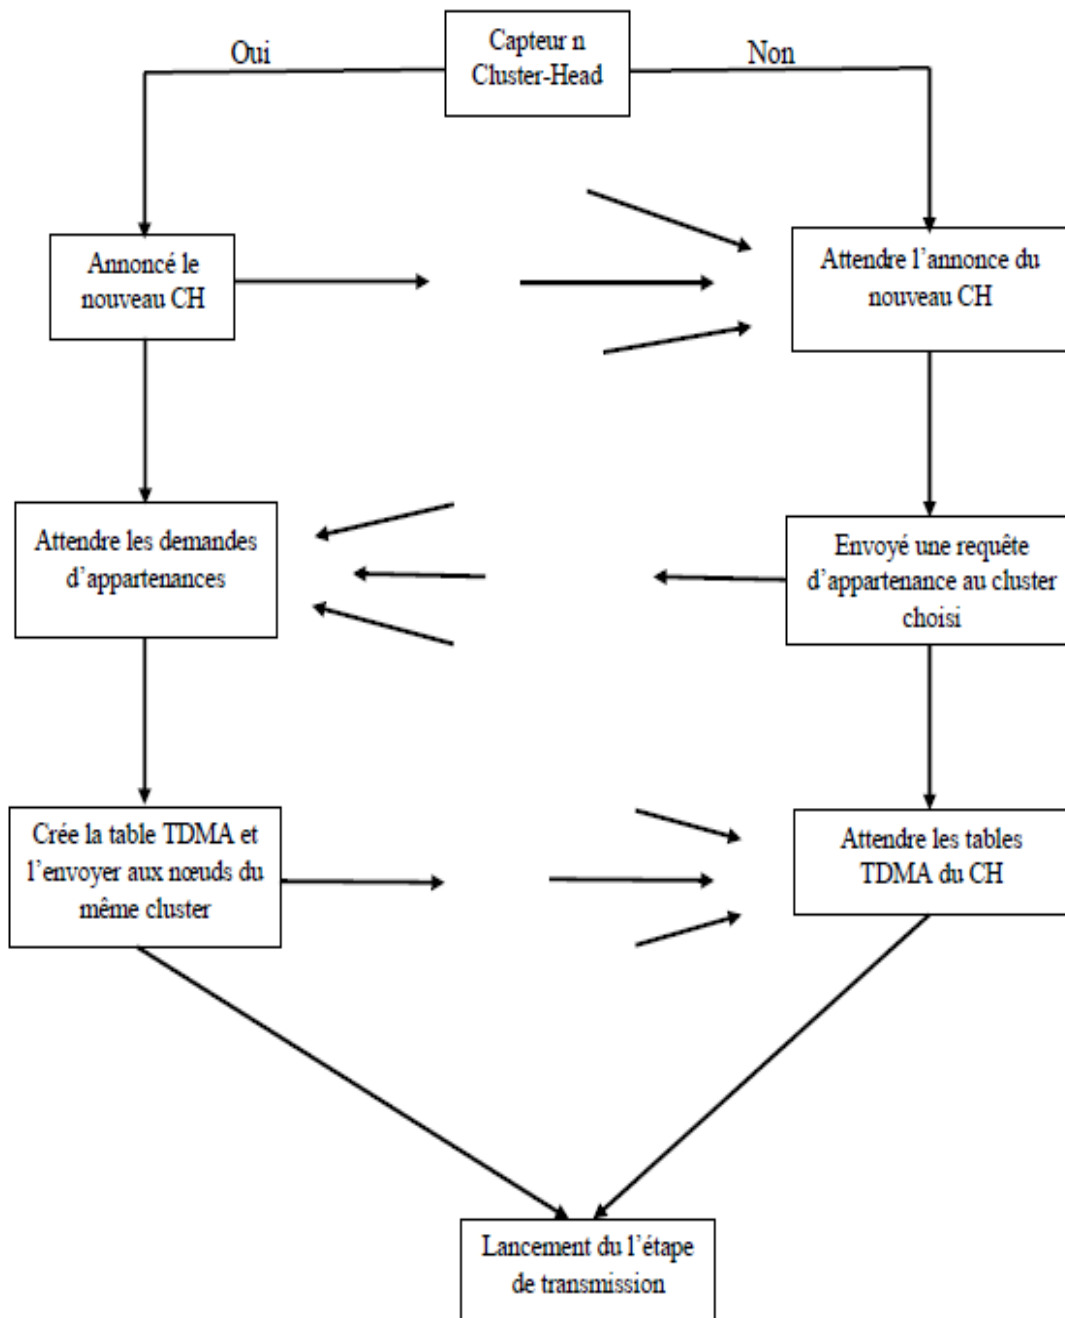 Oui
Capteur n
Cluster-Head
Non
Annoncé le
nouveau CH
Attendre l'annonce du
nouveau CH
Attendre les demandes
d'appartenances
Envoyé une requête
d'appartenance au cluster
choisi
Crée la table TDMA et
l'envoyer aux nœuds du
même cluster
Attendre les tables
TDMA du CH
Lancement du l'étape
de transmission